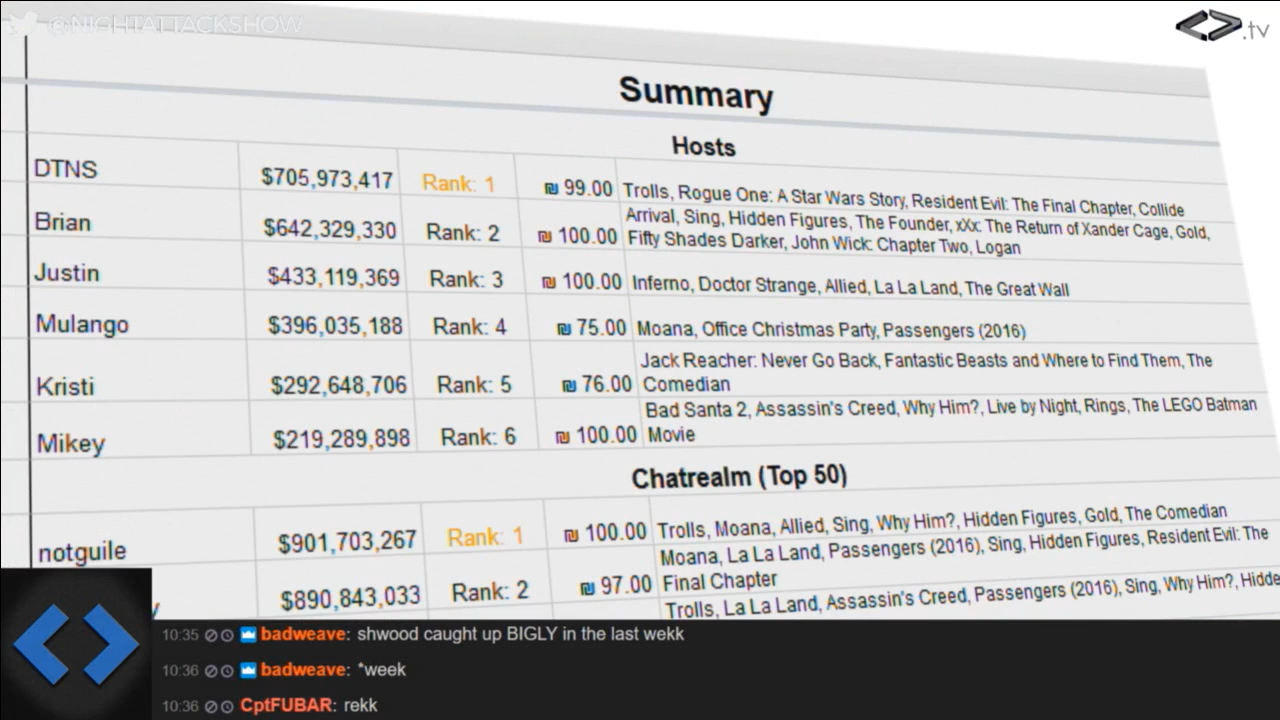 @NIGHTATTACKSHOW
.tv
Summary
Hosts
DTNS $705,973,417 Rank: 1 ₪ 99.00 Trolls, Rogue One: A Star Wars Story, Resident Evil: The Final Chapter, Collide
Brian $642,329,330 Rank: 2 ₪ 100.00 Arrival, Sing, Hidden Figures, The Founder, xXx: The Return of Xander Cage, Gold,
Fifty Shades Darker, John Wick: Chapter Two, Logan
Justin $433,119,369 Rank: 3 ₪ 100.00 Inferno, Doctor Strange, Allied, La La Land, The Great Wall
Mulango $396,035,188 Rank: 4 ₪ 75.00 Moana, Office Christmas Party, Passengers (2016)
Kristi $292,648,706 Rank: 5 ₪ 76.00 Jack Reacher: Never Go Back, Fantastic Beasts and Where to Find Them, The
Comedian
Mikey $219,289,898 Rank: 6 ₪ 100.00 Bad Santa 2, Assassin's Creed, Why Him?, Live by Night, Rings, The LEGO Batman
Movie
Chatrealm (Top 50)
notguile $901,703,267 Rank: 1 ₪ 100.00 Trolls, Moana, Allied, Sing, Why Him?, Hidden Figures, Gold, The Comedian
$890,843,033 Rank: 2 ₪ 97.00 Moana, La La Land, Passengers (2016), Sing, Hidden Figures, Resident Evil: The
Final Chapter
Trolls, La La Land, Assassin's Creed, Passengers (2016), Sing, Why Him?, Hidde
10:35 badweave: shwood caught up BIGLY in the last wekk
10:36 badweave: *week
10:36 CptFUBAR: rekk